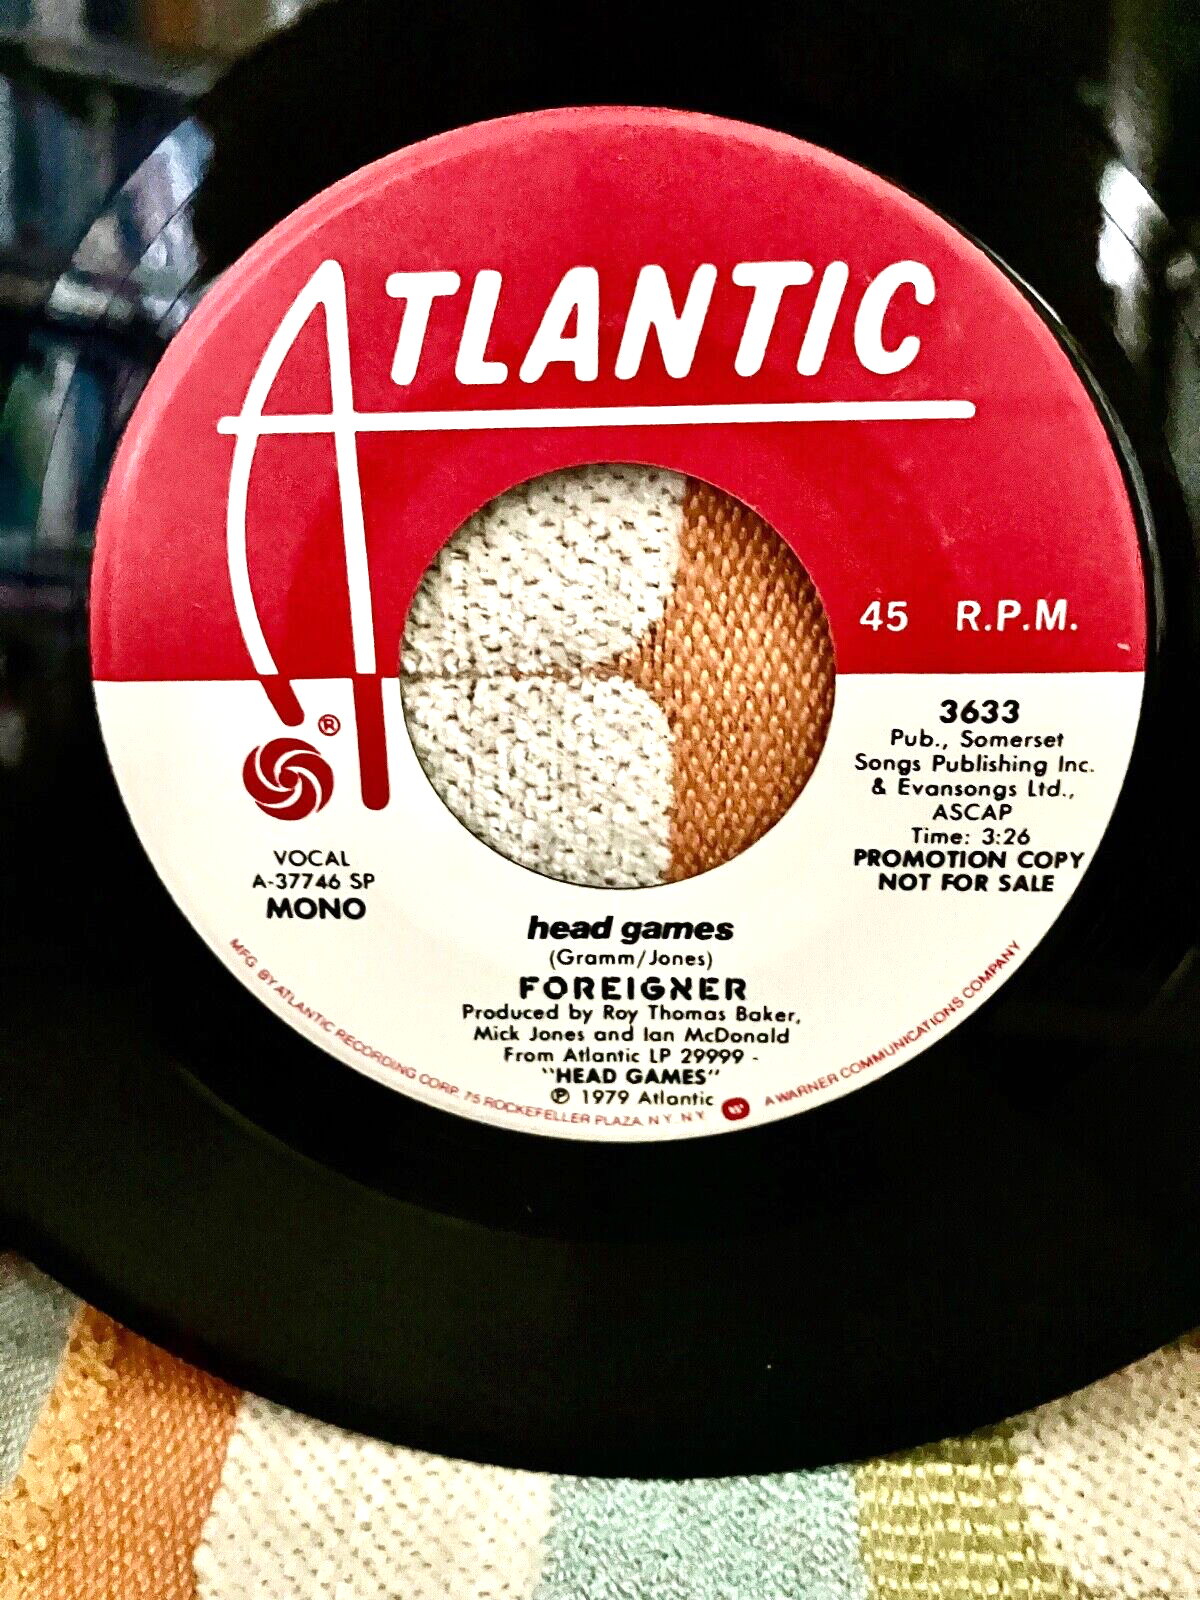 ATLANTIC
45 R.P.M.
®
3633
Pub., Somerset
Songs Publishing Inc.
& Evansongs Ltd.,
ASCAP
Time: 3:26
PROMOTION COPY
NOT FOR SALE
VOCAL
A-37746 SP
MONO
head games
(Gramm/Jones)
FOREIGNER
Produced by Roy Thomas Baker,
Mick Jones and Ian McDonald
From Atlantic LP 29999 -
"HEAD GAMES"
℗ 1979 Atlantic
MFG. BY ATLANTIC RECORDING CORP. 75 ROCKEFELLER PLAZA, N.Y. N.Y. A WARNER COMMUNICATIONS COMPANY